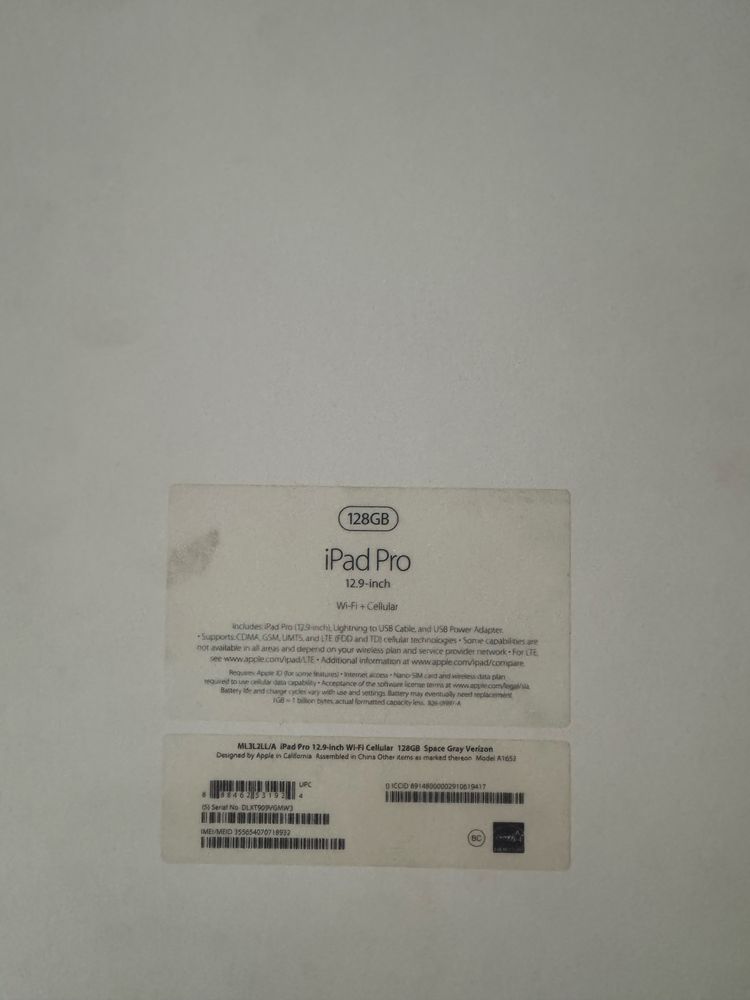 128GB
iPad Pro
12.9-inch
Wi-Fi + Cellular
Includes: iPad Pro (12.9-inch), Lightning to USB Cable, and USB Power Adapter.
• Supports CDMA, GSM, UMTS, and LTE (FDD and TD) cellular technologies • Some capabilities are
not available in all areas and depend on your wireless plan and service provider network • For LTE,
see www.apple.com/ipad/LTE • Additional information at www.apple.com/ipad/compare.
Requires Apple ID (for some features) • Internet access • Nano-SIM card and wireless data plan
required to use cellular data capability • Acceptance of the software license terms at www.apple.com/legal/sla
Battery life and charge cycles vary with use and settings. Battery may eventually need replacement.
1GB = 1 billion bytes; actual formatted capacity less.
ML3L2LL/A iPad Pro 12.9-inch Wi-Fi Cellular 128GB Space Gray Verizon
Designed by Apple in California Assembled in China Other items as marked thereon Model A1652
UPC
8 88462 53193 4
(S) Serial No. DLXT909VGMW3
IMEI/MEID 355654070718932
() ICCID 89148000002910619417
BC